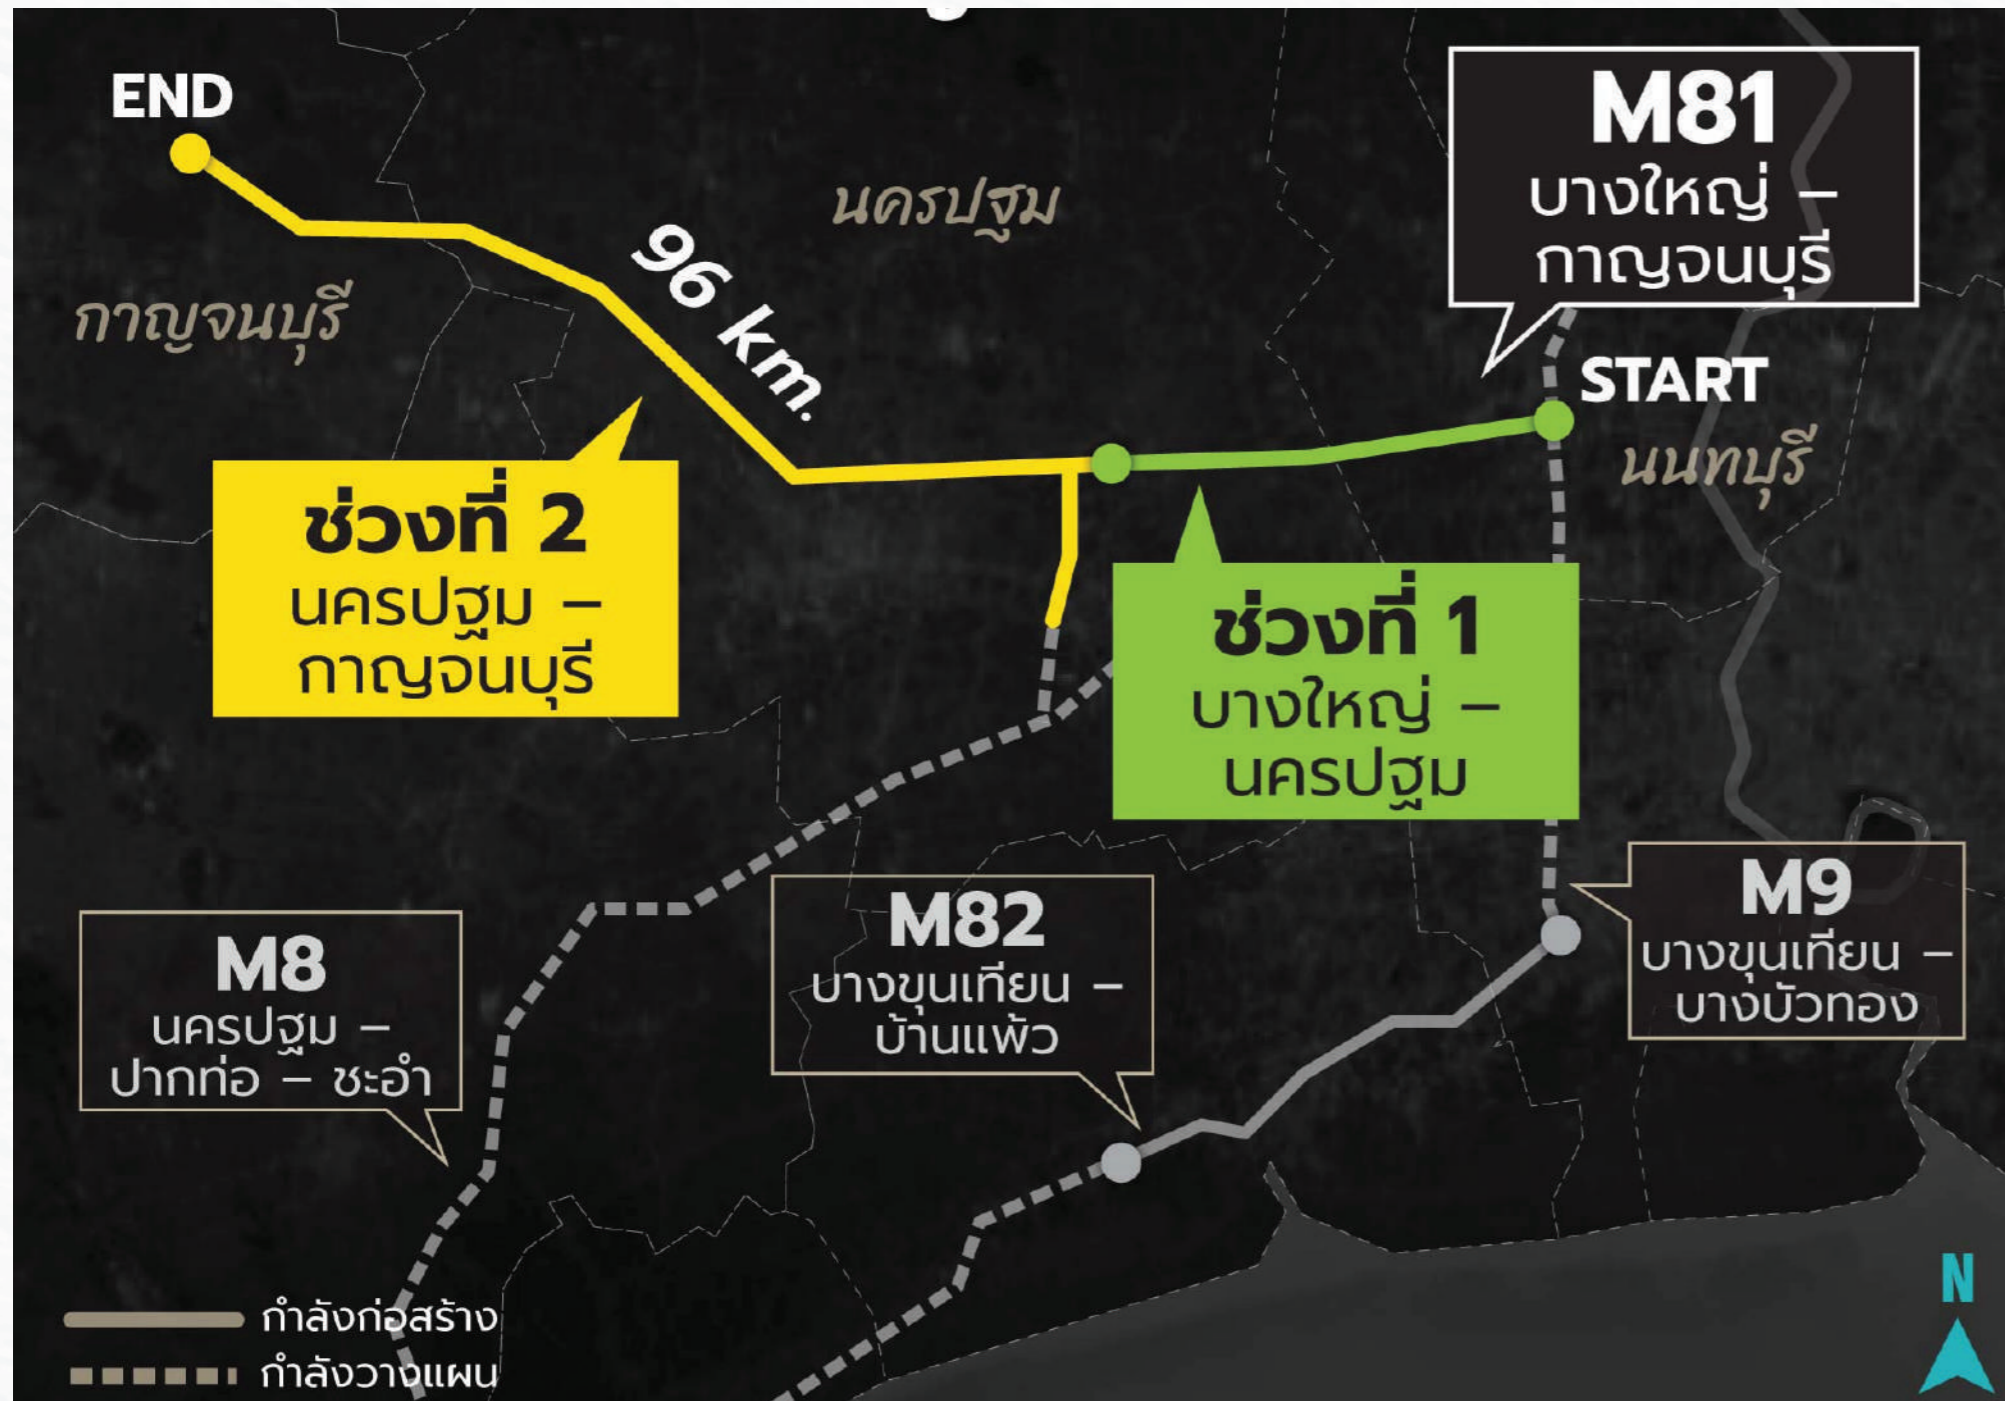 END
M81
บางใหญ่ –
กาญจนบุรี
นครปฐม
96 km.
กาญจนบุรี
START
นนทบุรี
ช่วงที่ 2
นครปฐม –
กาญจนบุรี
ช่วงที่ 1
บางใหญ่ –
นครปฐม
M9
บางขุนเทียน –
บางบัวทอง
M82
บางขุนเทียน –
บ้านแพ้ว
M8
นครปฐม –
ปากท่อ – ชะอำ
N
กำลังก่อสร้าง
กำลังวางแผน